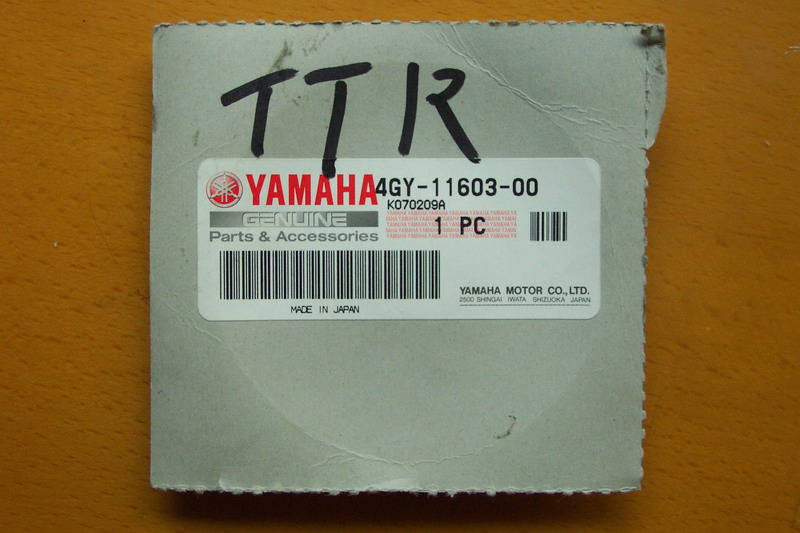 TTR
YAMAHA
4GY-11603-00
K070209A
GENUINE
1 PC
Parts & Accessories
YAMAHA MOTOR CO.,LTD.
2500 SHINGAI IWATA SHIZUOKA JAPAN
MADE IN JAPAN